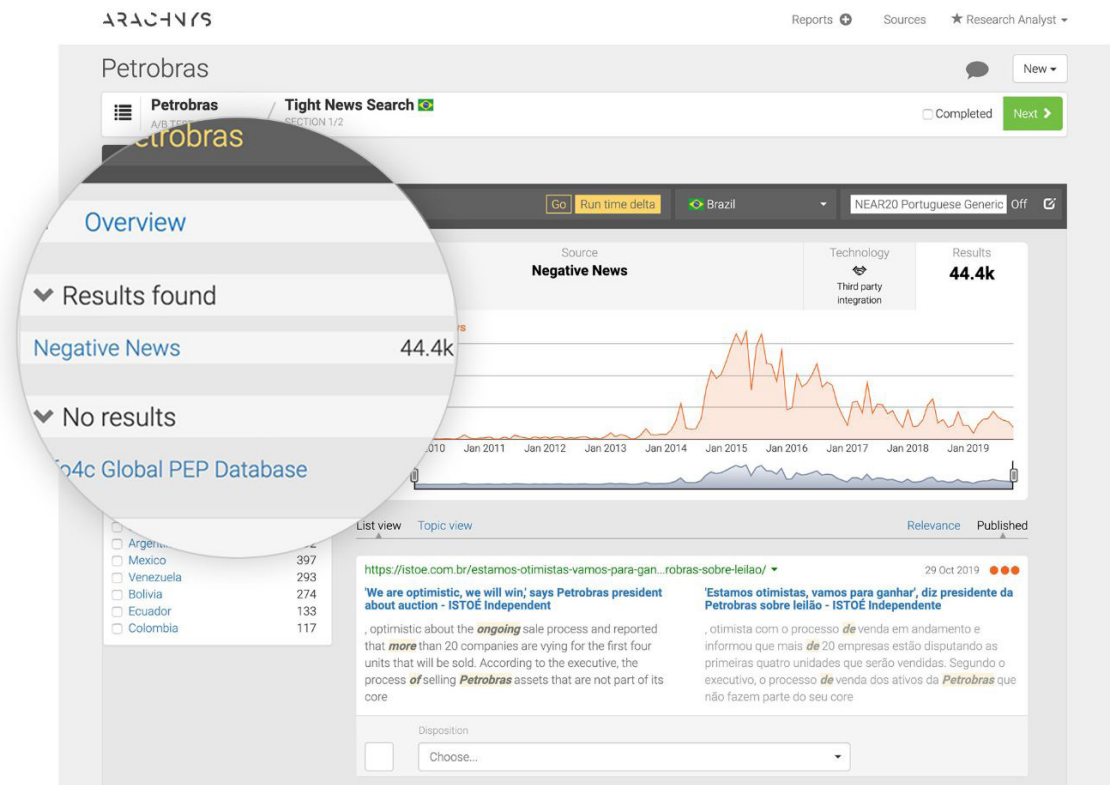 ARACHNYS
Reports
Sources
Research Analyst
Petrobras
New
Petrobras
Tight News Search
SECTION 1/2
Completed
Next
etrobras
Overview
Results found
Negative News 44.4k
No results
fo4c Global PEP Database
Go
Run time delta
Brazil
NEAR20 Portuguese Generic
Off
Source
Negative News
Technology
Third party
integration
Results
44.4k
Jan 2011 Jan 2012 Jan 2013 Jan 2014 Jan 2015 Jan 2016 Jan 2017 Jan 2018 Jan 2019
Mexico 397
Venezuela 293
Bolivia 274
Ecuador 133
Colombia 117
List view
Topic view
Relevance
Published
https://istoe.com.br/estamos-otimistas-vamos-para-gan...robras-sobre-leilao/
29 Oct 2019
'We are optimistic, we will win,' says Petrobras president
about auction - ISTOÉ Independent
, optimistic about the ongoing sale process and reported
that more than 20 companies are vying for the first four
units that will be sold. According to the executive, the
process of selling Petrobras assets that are not part of its
core
'Estamos otimistas, vamos para ganhar', diz presidente da
Petrobras sobre leilão - ISTOÉ Independente
, otimista com o processo de venda em andamento e
informou que mais de 20 empresas estão disputando as
primeiras quatro unidades que serão vendidas. Segundo o
executivo, o processo de venda dos ativos da Petrobras que
não fazem parte do seu core
Disposition
Choose...